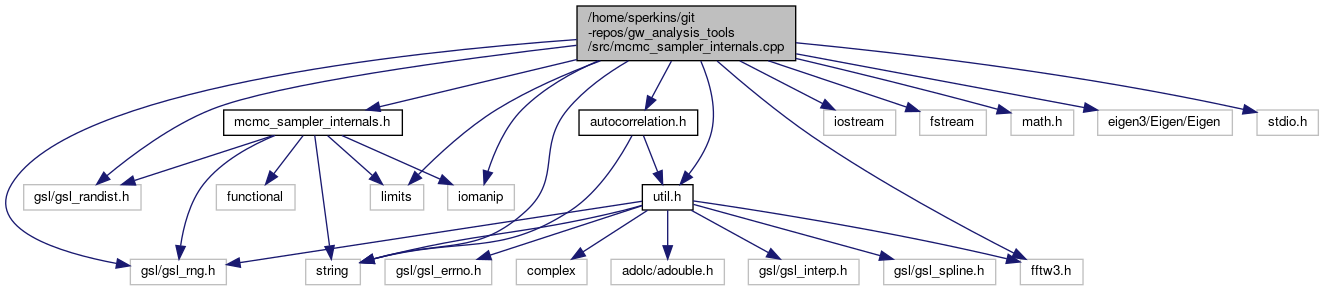 /home/sperkins/git
-repos/gw_analysis_tools
/src/mcmc_sampler_internals.cpp
mcmc_sampler_internals.h
autocorrelation.h
iostream
fstream
math.h
eigen3/Eigen/Eigen
stdio.h
gsl/gsl_randist.h
functional
limits
iomanip
util.h
gsl/gsl_rng.h
string
gsl/gsl_errno.h
complex
adolc/adouble.h
gsl/gsl_interp.h
gsl/gsl_spline.h
fftw3.h